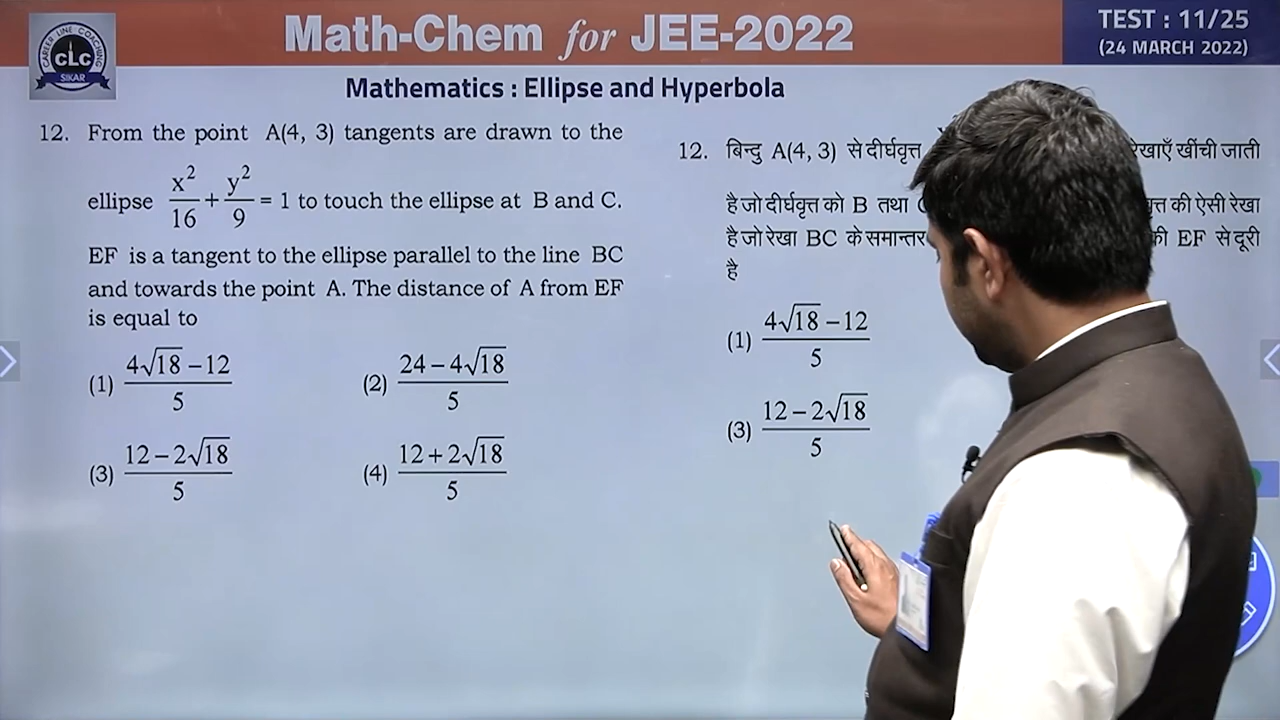 CAREER LINE COACHING
CLC
SIKAR
Math-Chem for JEE-2022
TEST : 11/25
(24 MARCH 2022)
Mathematics : Ellipse and Hyperbola
12. From the point A(4, 3) tangents are drawn to the
ellipse x²/16 + y²/9 = 1 to touch the ellipse at B and C.
EF is a tangent to the ellipse parallel to the line BC
and towards the point A. The distance of A from EF
is equal to
(1) (4√18 – 12)/5 (2) (24 – 4√18)/5
(3) (12 – 2√18)/5 (4) (12 + 2√18)/5
12. बिन्दु A(4, 3) से दीर्घवृत्त खींची जाती
है जो दीर्घवृत्त को B तथा की ऐसी रेखा
है जो रेखा BC के समान्तर की EF से दूरी
है
(1) (4√18 – 12)/5
(3) (12 – 2√18)/5